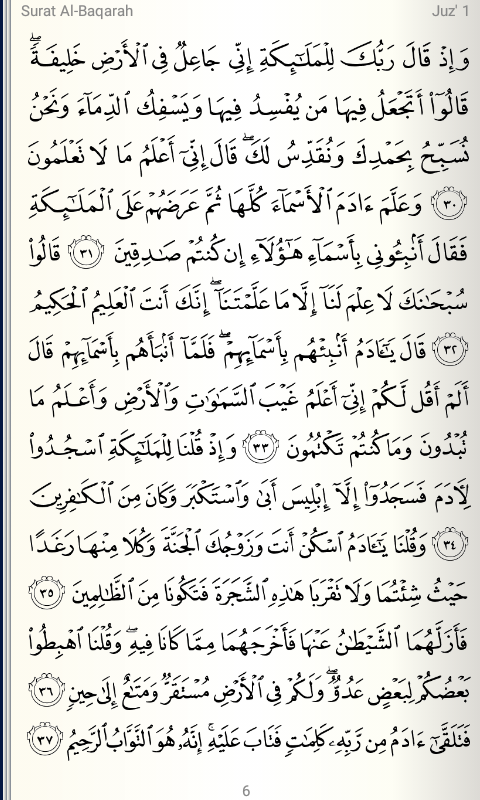 Surat Al-Baqarah Juz' 1
وَإِذْ قَالَ رَبُّكَ لِلْمَلَٰٓئِكَةِ إِنِّى جَاعِلٌ فِى ٱلْأَرْضِ خَلِيفَةً ۖ
قَالُوٓا۟ أَتَجْعَلُ فِيهَا مَن يُفْسِدُ فِيهَا وَيَسْفِكُ ٱلدِّمَآءَ وَنَحْنُ
نُسَبِّحُ بِحَمْدِكَ وَنُقَدِّسُ لَكَ ۖ قَالَ إِنِّىٓ أَعْلَمُ مَا لَا تَعْلَمُونَ
٣٠ وَعَلَّمَ ءَادَمَ ٱلْأَسْمَآءَ كُلَّهَا ثُمَّ عَرَضَهُمْ عَلَى ٱلْمَلَٰٓئِكَةِ
فَقَالَ أَنۢبِـُٔونِى بِأَسْمَآءِ هَٰٓؤُلَآءِ إِن كُنتُمْ صَٰدِقِينَ ٣١ قَالُوا۟
سُبْحَٰنَكَ لَا عِلْمَ لَنَآ إِلَّا مَا عَلَّمْتَنَآ ۖ إِنَّكَ أَنتَ ٱلْعَلِيمُ ٱلْحَكِيمُ
٣٢ قَالَ يَٰٓـَٔادَمُ أَنۢبِئْهُم بِأَسْمَآئِهِمْ ۖ فَلَمَّآ أَنۢبَأَهُم بِأَسْمَآئِهِمْ قَالَ
أَلَمْ أَقُل لَّكُمْ إِنِّىٓ أَعْلَمُ غَيْبَ ٱلسَّمَٰوَٰتِ وَٱلْأَرْضِ وَأَعْلَمُ مَا
تُبْدُونَ وَمَا كُنتُمْ تَكْتُمُونَ ٣٣ وَإِذْ قُلْنَا لِلْمَلَٰٓئِكَةِ ٱسْجُدُوا۟
لِـَٔادَمَ فَسَجَدُوٓا۟ إِلَّآ إِبْلِيسَ أَبَىٰ وَٱسْتَكْبَرَ وَكَانَ مِنَ ٱلْكَٰفِرِينَ
٣٤ وَقُلْنَا يَٰٓـَٔادَمُ ٱسْكُنْ أَنتَ وَزَوْجُكَ ٱلْجَنَّةَ وَكُلَا مِنْهَا رَغَدًا
حَيْثُ شِئْتُمَا وَلَا تَقْرَبَا هَٰذِهِ ٱلشَّجَرَةَ فَتَكُونَا مِنَ ٱلظَّٰلِمِينَ ٣٥
فَأَزَلَّهُمَا ٱلشَّيْطَٰنُ عَنْهَا فَأَخْرَجَهُمَا مِمَّا كَانَا فِيهِ ۖ وَقُلْنَا ٱهْبِطُوا۟
بَعْضُكُمْ لِبَعْضٍ عَدُوٌّ ۖ وَلَكُمْ فِى ٱلْأَرْضِ مُسْتَقَرٌّ وَمَتَٰعٌ إِلَىٰ حِينٍ ٣٦
فَتَلَقَّىٰٓ ءَادَمُ مِن رَّبِّهِۦ كَلِمَٰتٍ فَتَابَ عَلَيْهِ ۚ إِنَّهُۥ هُوَ ٱلتَّوَّابُ ٱلرَّحِيمُ ٣٧
6